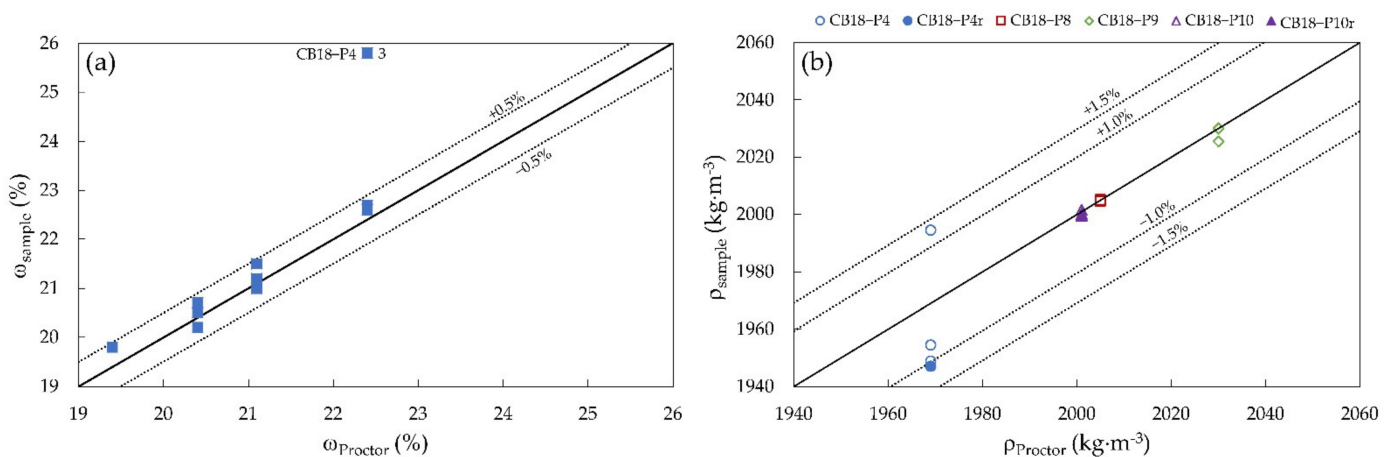 (a)
CB18–P4 3
+0.5%
–0.5%
26
25
24
23
22
21
20
19
ωsample (%)
19 20 21 22 23 24 25 26
ωProctor (%)
CB18–P4 CB18–P4r CB18–P8 CB18–P9 CB18–P10 CB18–P10r
(b)
+1.5%
+1.0%
–1.0%
–1.5%
2060
2040
2020
2000
1980
1960
1940
ρsample (kg·m-3)
1940 1960 1980 2000 2020 2040 2060
ρProctor (kg·m-3)